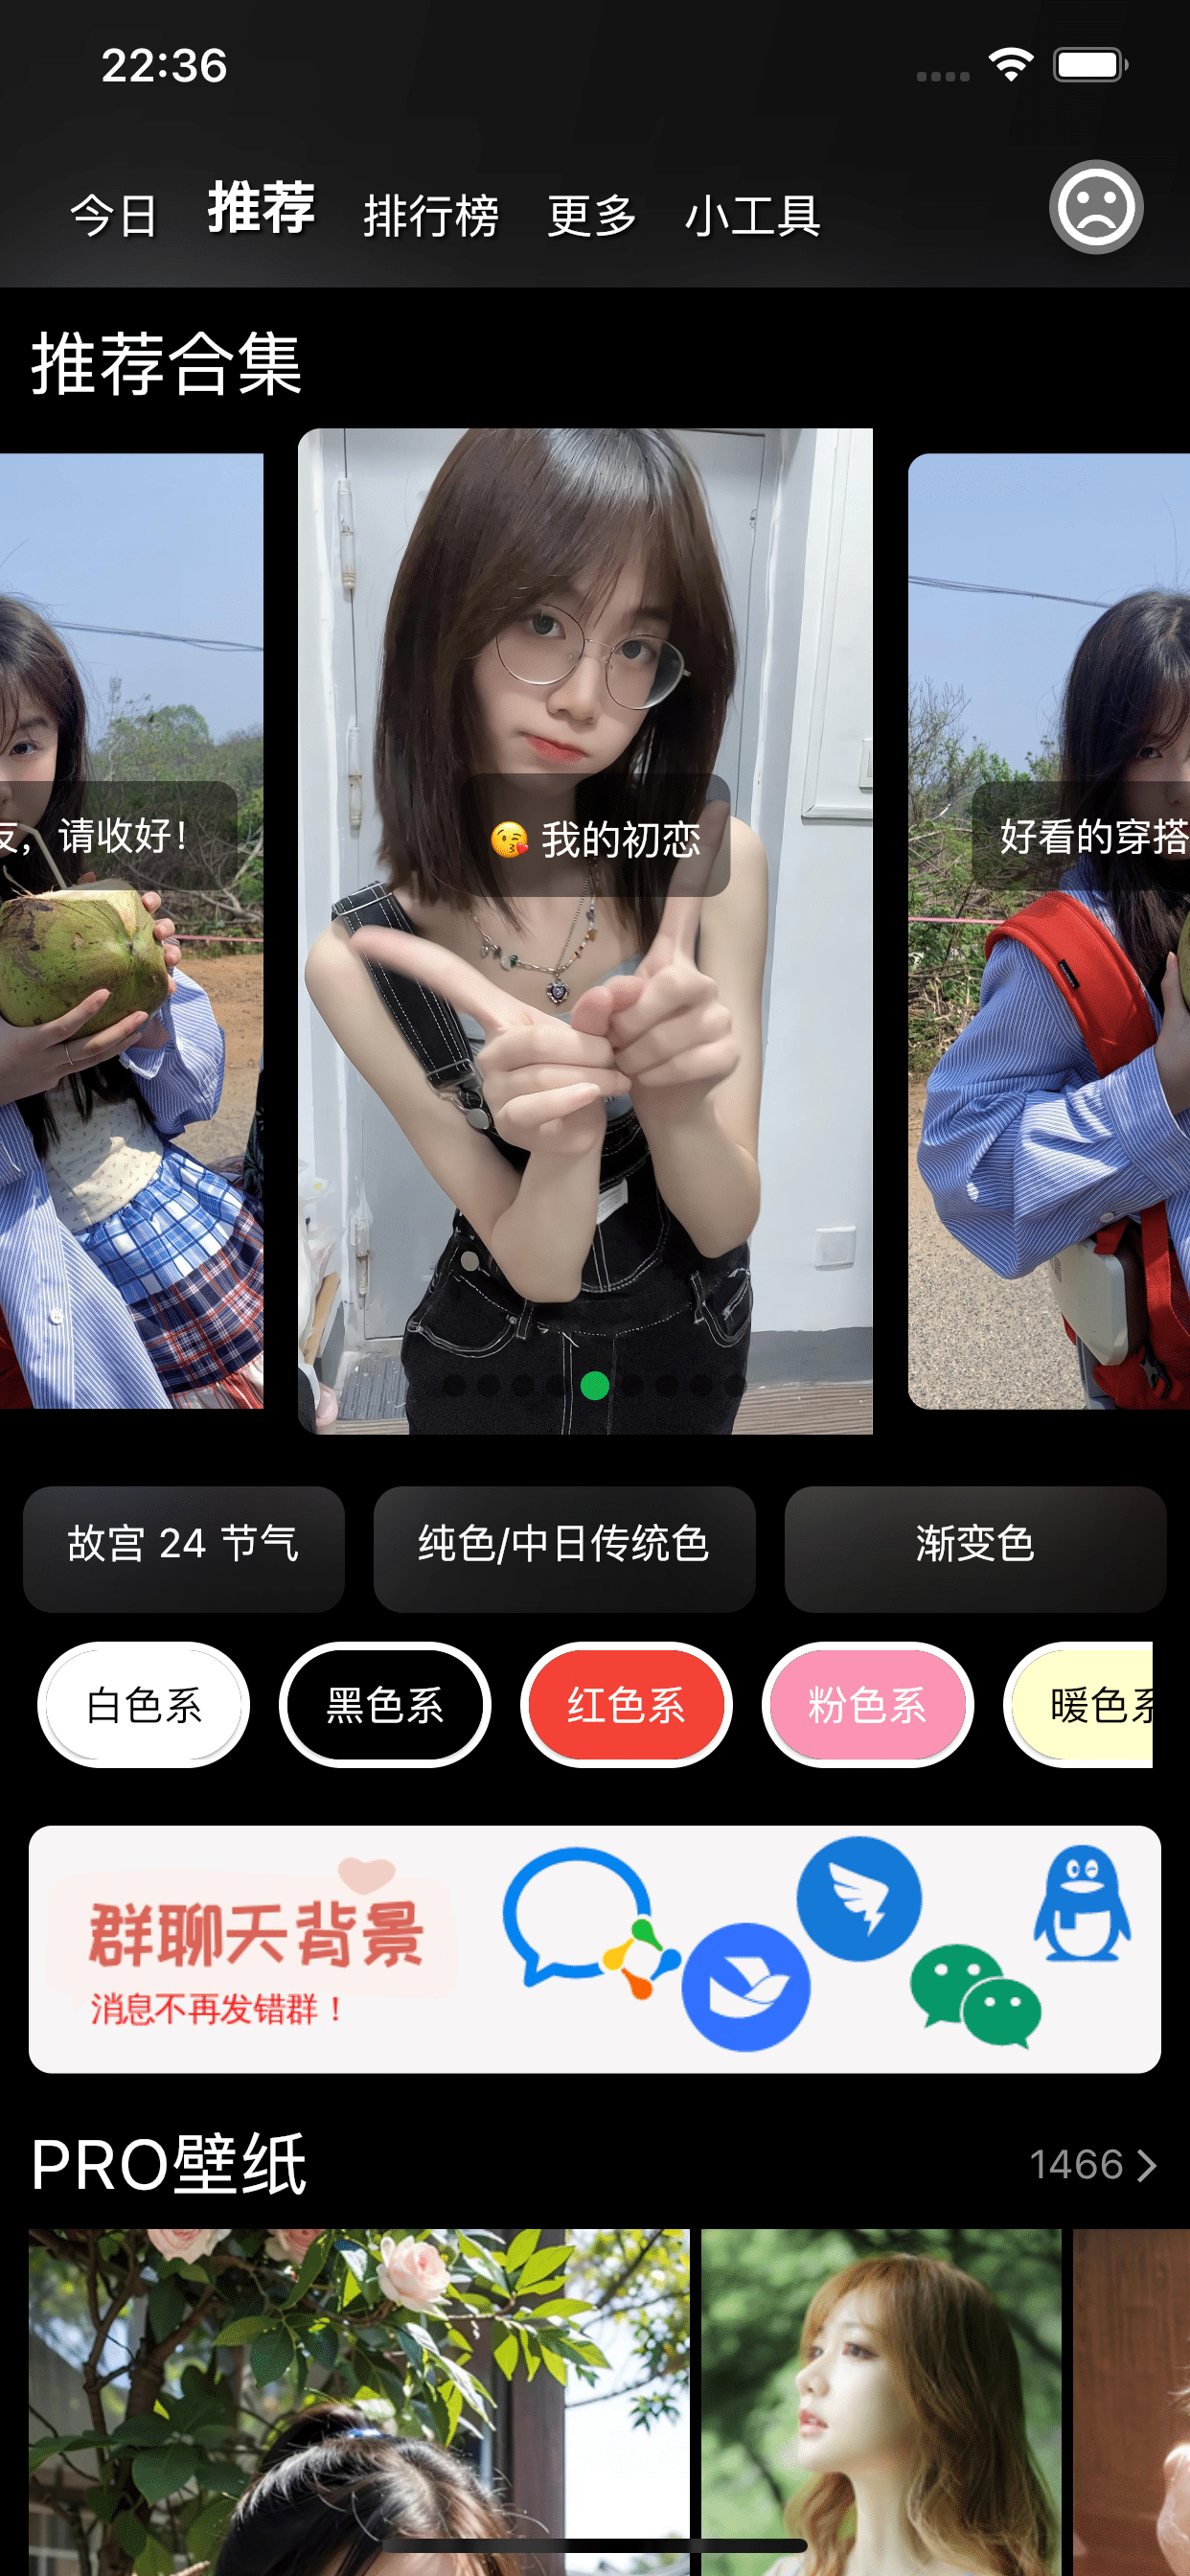 22:36
今日 推荐 排行榜 更多 小工具
推荐合集
友，请收好！
😘 我的初恋
好看的穿搭
故宫 24 节气
纯色/中日传统色
渐变色
白色系
黑色系
红色系
粉色系
暖色系
群聊天背景
消息不再发错群！
PRO壁纸
1466